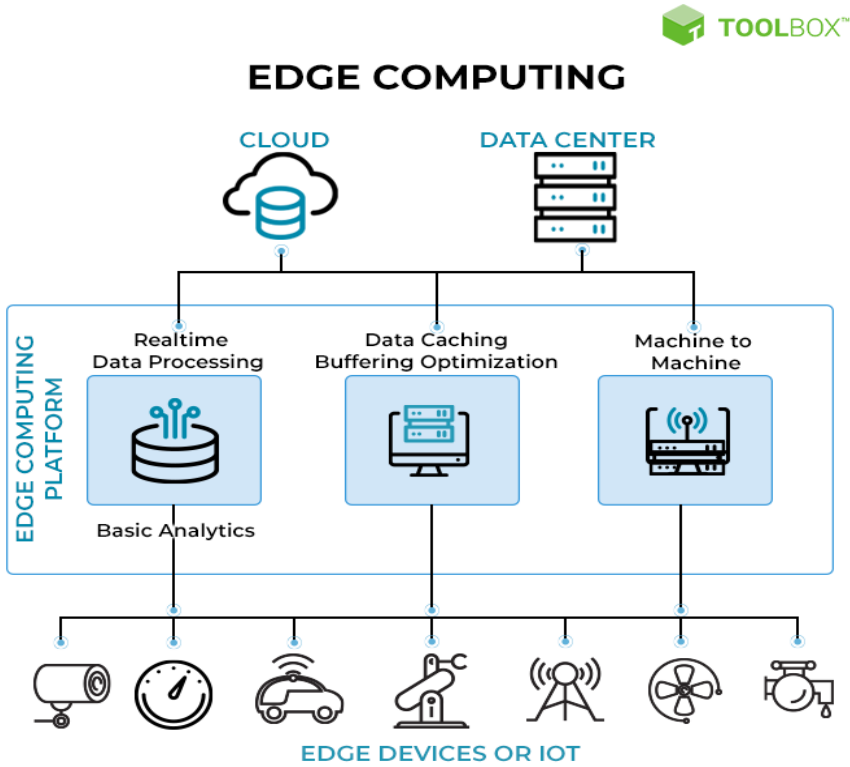 TOOLBOX™
EDGE COMPUTING
CLOUD
DATA CENTER
EDGE COMPUTING
PLATFORM
Realtime
Data Processing
Data Caching
Buffering Optimization
Machine to
Machine
Basic Analytics
EDGE DEVICES OR IOT